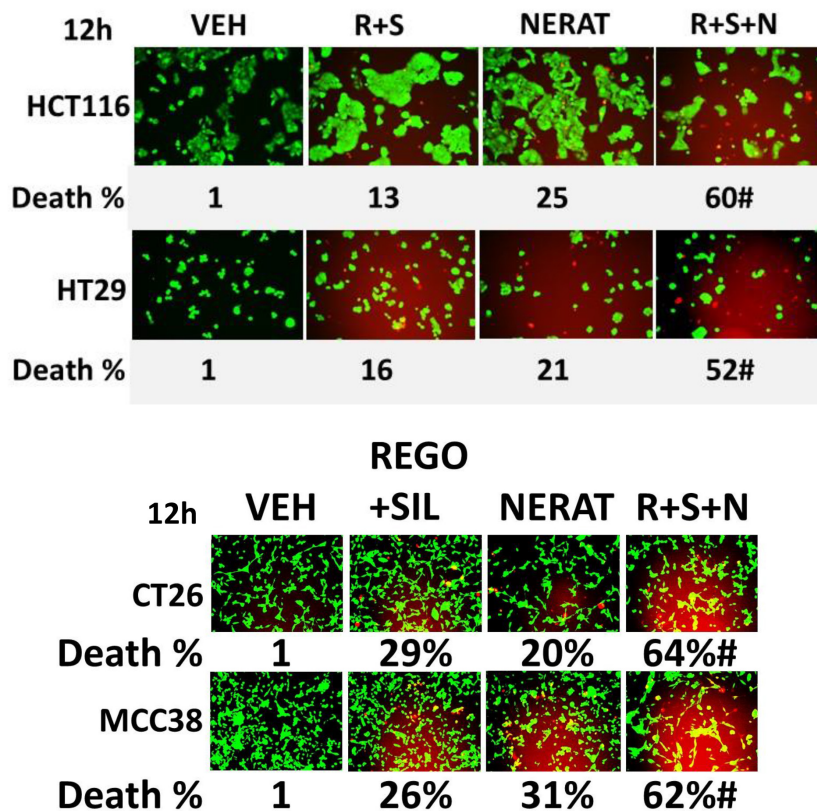 12h VEH R+S NERAT R+S+N
HCT116
Death % 1 13 25 60#
HT29
Death % 1 16 21 52#
REGO
12h VEH +SIL NERAT R+S+N
CT26
Death % 1 29% 20% 64%#
MCC38
Death % 1 26% 31% 62%#